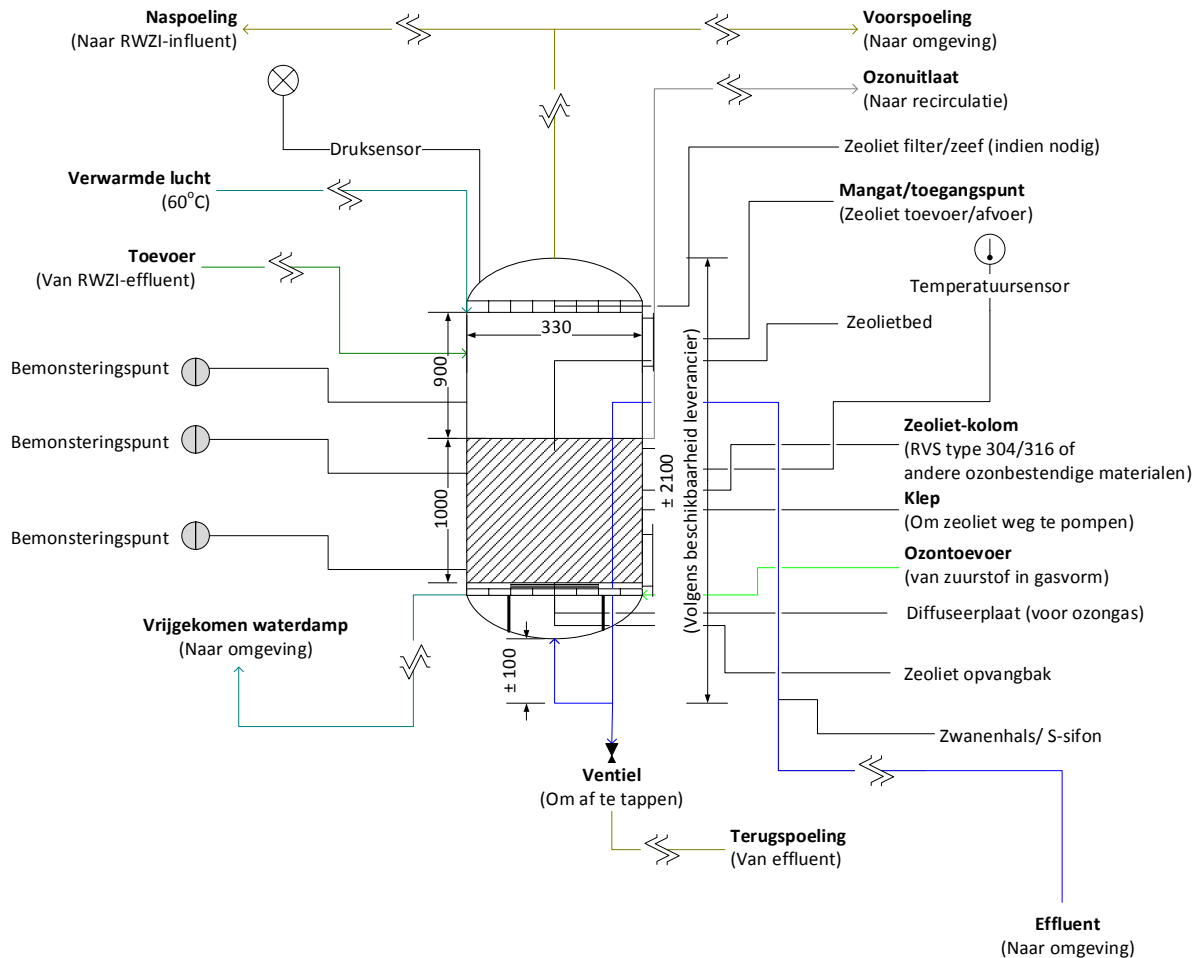 Naspoeling
(Naar RWZI-influent)
Voorspoeling
(Naar omgeving)
Ozonuitlaat
(Naar recirculatie)
Druksensor
Zeoliet filter/zeef (indien nodig)
Verwarmde lucht
(60°C)
Mangat/toegangspunt
(Zeoliet toevoer/afvoer)
Toevoer
(Van RWZI-effluent)
Temperatuursensor
330
Zeolietbed
900
Bemonsteringspunt
Bemonsteringspunt
Bemonsteringspunt
1000
± 2100
(Volgens beschikbaarheid leverancier)
Zeoliet-kolom
(RVS type 304/316 of
andere ozonbestendige materialen)
Klep
(Om zeoliet weg te pompen)
Ozontoevoer
(van zuurstof in gasvorm)
Diffuseerplaat (voor ozongas)
Vrijgekomen waterdamp
(Naar omgeving)
± 100
Zeoliet opvangbak
Zwanenhals/ S-sifon
Ventiel
(Om af te tappen)
Terugspoeling
(Van effluent)
Effluent
(Naar omgeving)